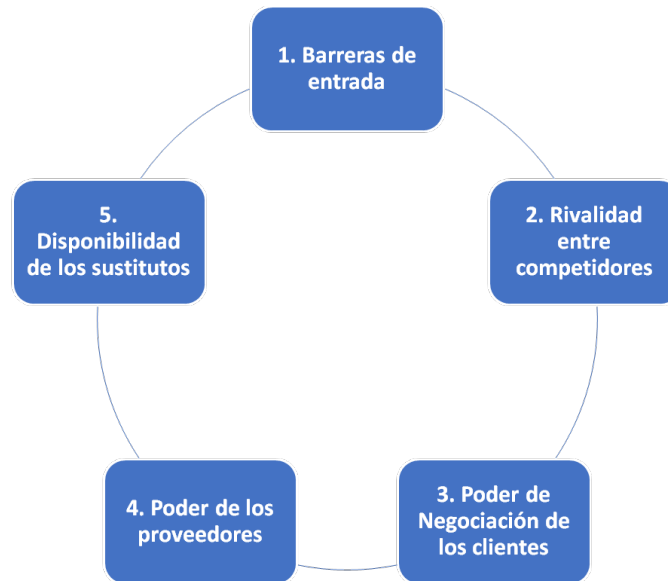 1. Barreras de
entrada
2. Rivalidad
entre
competidores
3. Poder de
Negociación de
los clientes
4. Poder de los
proveedores
5.
Disponibilidad
de los sustitutos